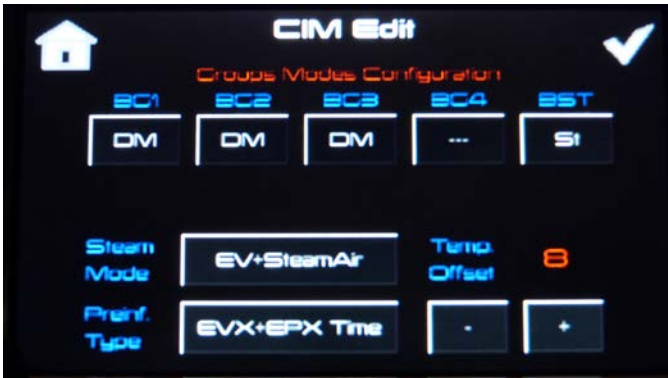 CIM Edit
Groups Modes Configuration
BC1 BC2 BC3 BC4 BST
DM DM DM --- St
Steam Mode EV+SteamAir Temp. Offset 8
Preinf. Type EVX+EPX Time - +